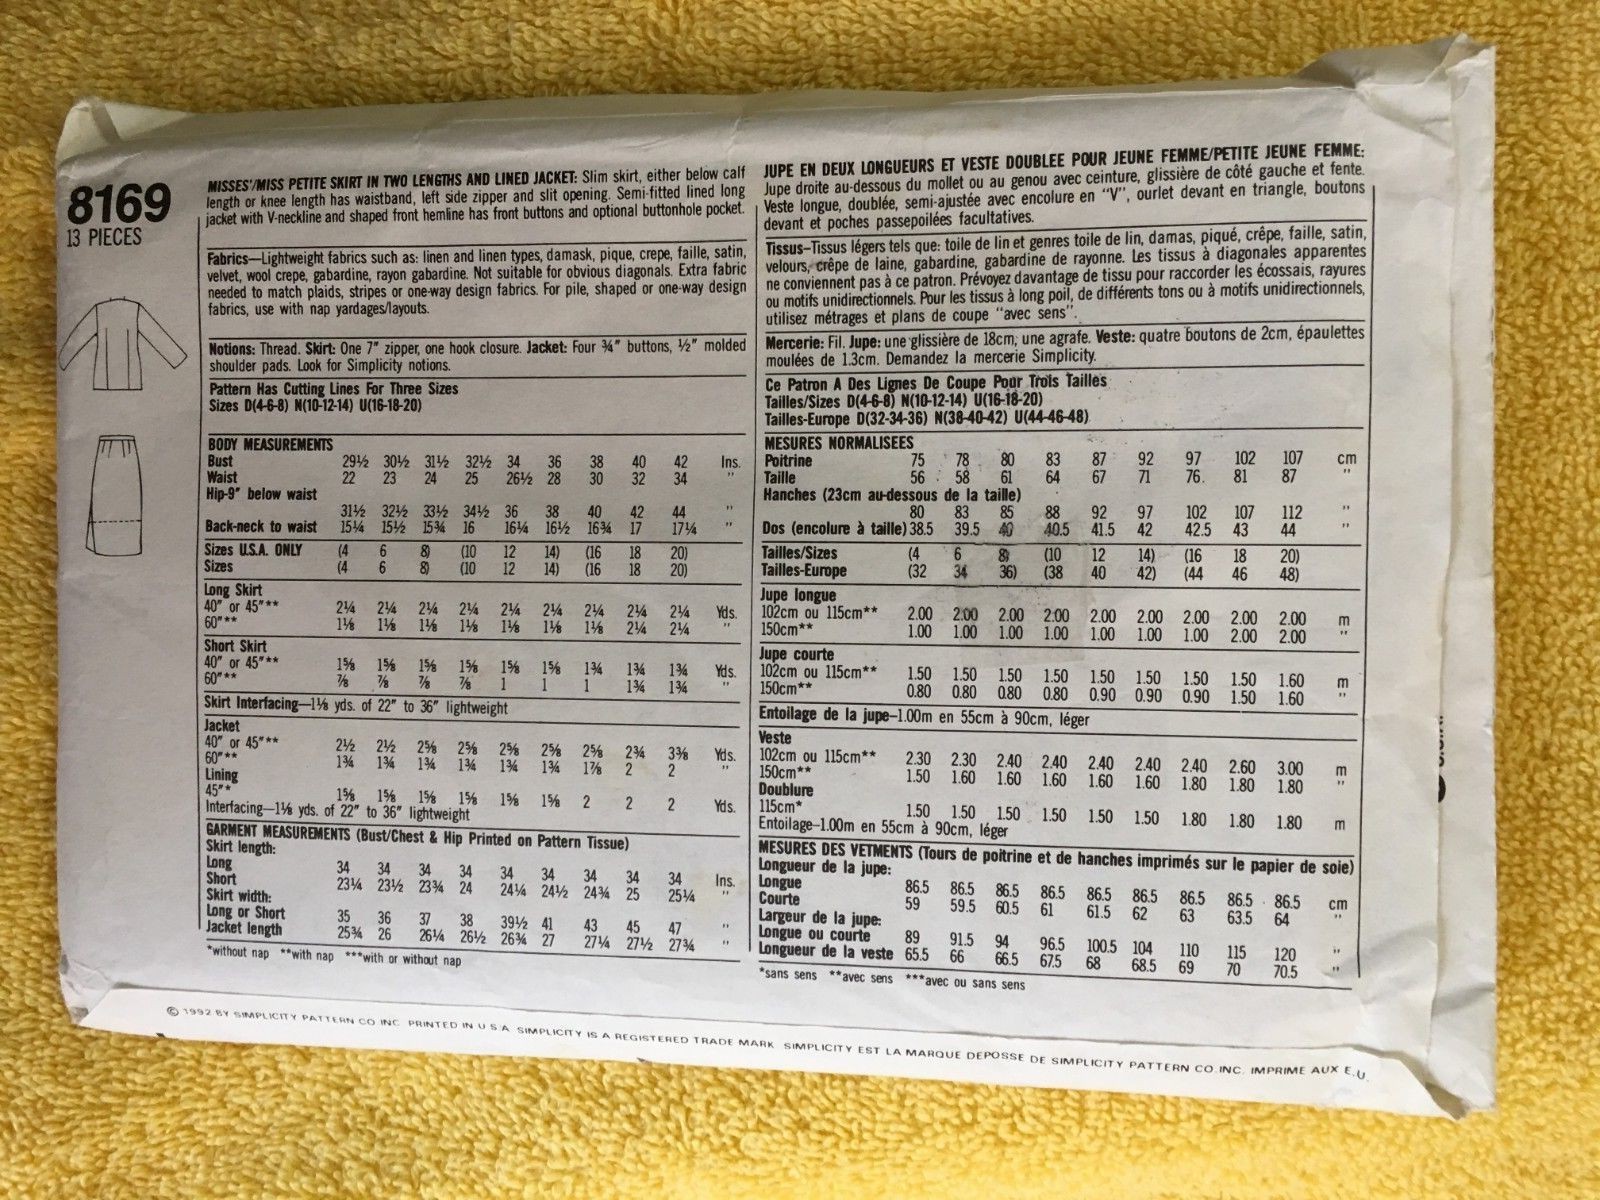 8169
13 PIECES
MISSES'/MISS PETITE SKIRT IN TWO LENGTHS AND LINED JACKET: Slim skirt, either below calf
length or knee length has waistband, left side zipper and slit opening. Semi-fitted lined long
jacket with V-neckline and shaped front hemline has front buttons and optional buttonhole pocket.
Fabrics—Lightweight fabrics such as: linen and linen types, damask, pique, crepe, faille, satin,
velvet, wool crepe, gabardine, rayon gabardine. Not suitable for obvious diagonals. Extra fabric
needed to match plaids, stripes or one-way design fabrics. For pile, shaped or one-way design
fabrics, use with nap yardages/layouts.
Notions: Thread. Skirt: One 7" zipper, one hook closure. Jacket: Four ¾" buttons, ½" molded
shoulder pads. Look for Simplicity notions.
Pattern Has Cutting Lines For Three Sizes
Sizes D(4-6-8) N(10-12-14) U(16-18-20)
BODY MEASUREMENTS
Bust 29½ 30½ 31½ 32½ 34 36 38 40 42 Ins.
Waist 22 23 24 25 26½ 28 30 32 34 "
Hip-9" below waist
31½ 32½ 33½ 34½ 36 38 40 42 44 "
Back-neck to waist 15¼ 15½ 15¾ 16 16¼ 16½ 16¾ 17 17¼ "
Sizes U.S.A. ONLY (4 6 8) (10 12 14) (16 18 20)
Sizes (4 6 8) (10 12 14) (16 18 20)
Long Skirt
40" or 45"** 2¼ 2¼ 2¼ 2¼ 2¼ 2¼ 2¼ 2¼ 2¼ Yds.
60"** 1⅛ 1⅛ 1⅛ 1⅛ 1⅛ 1⅛ 1⅛ 2¼ 2¼ "
Short Skirt
40" or 45"** 1⅝ 1⅝ 1⅝ 1⅝ 1⅝ 1⅝ 1¾ 1¾ 1¾ Yds.
60"** ⅞ ⅞ ⅞ ⅞ 1 1 1 1¾ 1¾ "
Skirt Interfacing—1⅛ yds. of 22" to 36" lightweight
Jacket
40" or 45"** 2½ 2½ 2⅝ 2⅝ 2⅝ 2⅝ 2⅝ 2¾ 3⅜ Yds.
60"** 1¾ 1¾ 1¾ 1¾ 1¾ 1¾ 1⅞ 2 2 "
Lining
45"* 1⅝ 1⅝ 1⅝ 1⅝ 1⅝ 1⅝ 2 2 2 Yds.
Interfacing—1⅛ yds. of 22" to 36" lightweight
GARMENT MEASUREMENTS (Bust/Chest & Hip Printed on Pattern Tissue)
Skirt length:
Long 34 34 34 34 34 34 34 34 34 Ins.
Short 23¼ 23½ 23¾ 24 24¼ 24½ 24¾ 25 25¼ "
Skirt width:
Long or Short 35 36 37 38 39½ 41 43 45 47 "
Jacket length 25¾ 26 26¼ 26½ 26¾ 27 27¼ 27½ 27¾ "
*without nap **with nap ***with or without nap
JUPE EN DEUX LONGUEURS ET VESTE DOUBLEE POUR JEUNE FEMME/PETITE JEUNE FEMME:
Jupe droite au-dessous du mollet ou au genou avec ceinture, glissière de côté gauche et fente.
Veste longue, doublée, semi-ajustée avec encolure en "V", ourlet devant en triangle, boutons
devant et poches passepoilées facultatives.
Tissus—Tissus légers tels que: toile de lin et genres toile de lin, damas, piqué, crêpe, faille, satin,
velours, crêpe de laine, gabardine, gabardine de rayonne. Les tissus à diagonales apparentes
ne conviennent pas à ce patron. Prévoyez davantage de tissu pour raccorder les écossais, rayures
ou motifs unidirectionnels. Pour les tissus à long poil, de différents tons ou à motifs unidirectionnels,
utilisez métrages et plans de coupe "avec sens".
Mercerie: Fil. Jupe: une glissière de 18cm, une agrafe. Veste: quatre boutons de 2cm, épaulettes
moulées de 1.3cm. Demandez la mercerie Simplicity.
Ce Patron A Des Lignes De Coupe Pour Trois Tailles
Tailles/Sizes D(4-6-8) N(10-12-14) U(16-18-20)
Tailles-Europe D(32-34-36) N(38-40-42) U(44-46-48)
MESURES NORMALISEES
Poitrine 75 78 80 83 87 92 97 102 107 cm
Taille 56 58 61 64 67 71 76 81 87 "
Hanches (23cm au-dessous de la taille)
80 83 85 88 92 97 102 107 112 "
Dos (encolure à taille) 38.5 39.5 40 40.5 41.5 42 42.5 43 44 "
Tailles/Sizes (4 6 8) (10 12 14) (16 18 20)
Tailles-Europe (32 34 36) (38 40 42) (44 46 48)
Jupe longue
102cm ou 115cm** 2.00 2.00 2.00 2.00 2.00 2.00 2.00 2.00 2.00 m
150cm** 1.00 1.00 1.00 1.00 1.00 1.00 1.00 2.00 2.00 "
Jupe courte
102cm ou 115cm** 1.50 1.50 1.50 1.50 1.50 1.50 1.50 1.50 1.60 m
150cm** 0.80 0.80 0.80 0.80 0.90 0.90 0.90 1.50 1.60 "
Entoilage de la jupe—1.00m en 55cm à 90cm, léger
Veste
102cm ou 115cm** 2.30 2.30 2.40 2.40 2.40 2.40 2.40 2.60 3.00 m
150cm** 1.50 1.60 1.60 1.60 1.60 1.60 1.80 1.80 1.80 "
Doublure
115cm* 1.50 1.50 1.50 1.50 1.50 1.50 1.80 1.80 1.80 m
Entoilage-1.00m en 55cm à 90cm, léger
MESURES DES VETMENTS (Tours de poitrine et de hanches imprimés sur le papier de soie)
Longueur de la jupe:
Longue 86.5 86.5 86.5 86.5 86.5 86.5 86.5 86.5 86.5 cm
Courte 59 59.5 60.5 61 61.5 62 63 63.5 64 "
Largeur de la jupe:
Longue ou courte 89 91.5 94 96.5 100.5 104 110 115 120 "
Longueur de la veste 65.5 66 66.5 67.5 68 68.5 69 70 70.5 "
*sans sens **avec sens ***avec ou sans sens
© 1992 BY SIMPLICITY PATTERN CO INC PRINTED IN U S A SIMPLICITY IS A REGISTERED TRADE MARK SIMPLICITY EST LA MARQUE DEPOSSE DE SIMPLICITY PATTERN CO. INC. IMPRIME AUX E.U.